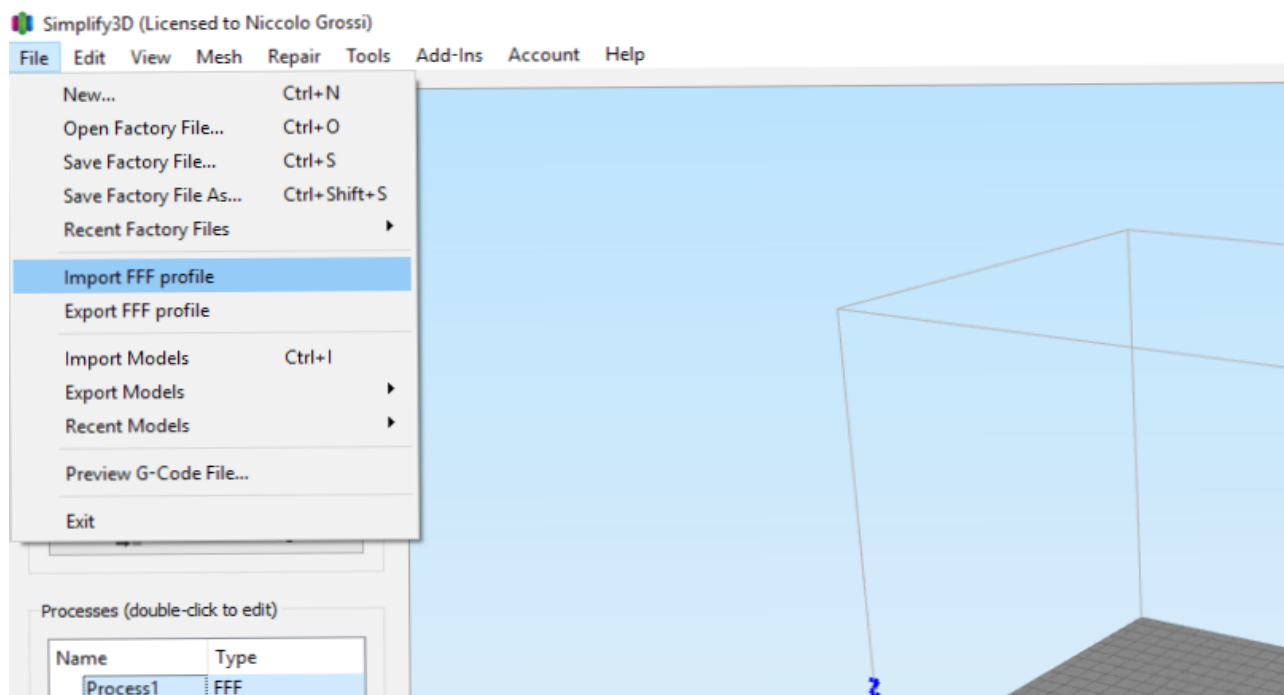 Simplify3D (Licensed to Niccolo Grossi)
File Edit View Mesh Repair Tools Add-Ins Account Help
New... Ctrl+N
Open Factory File... Ctrl+O
Save Factory File... Ctrl+S
Save Factory File As... Ctrl+Shift+S
Recent Factory Files
Import FFF profile
Export FFF profile
Import Models Ctrl+I
Export Models
Recent Models
Preview G-Code File...
Exit
Processes (double-click to edit)
Name Type
Process1 FFF
Z